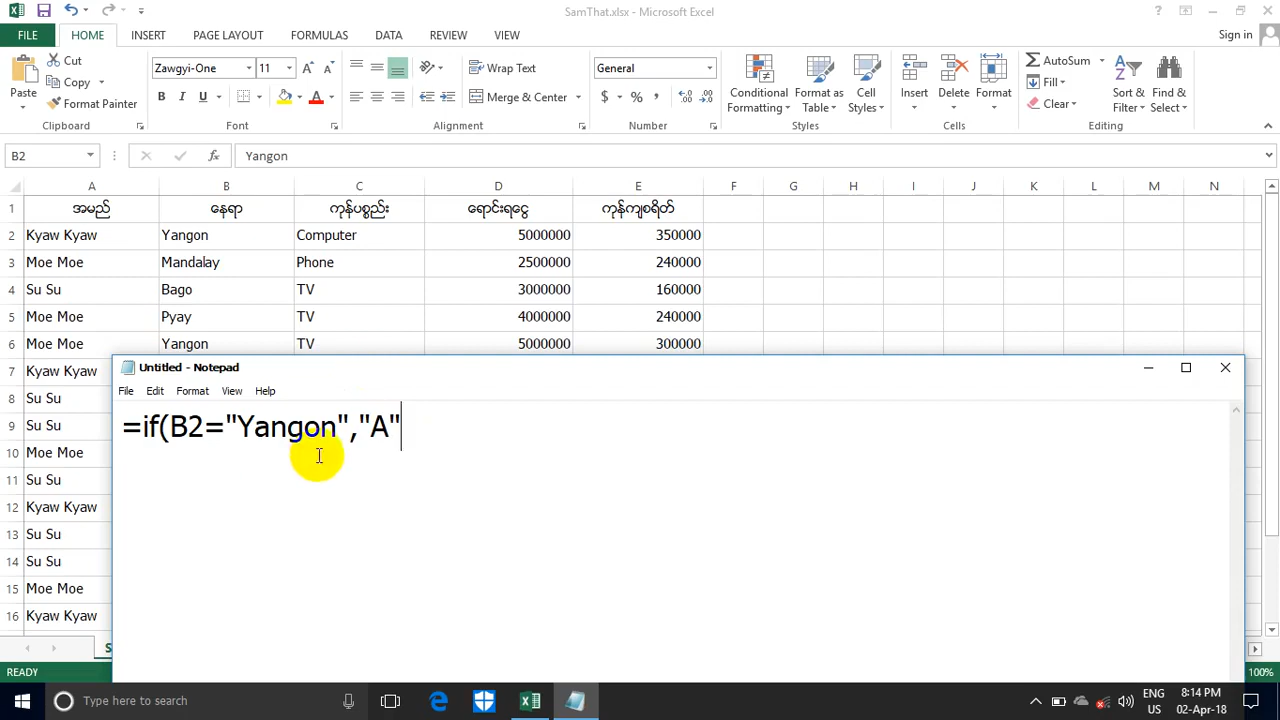 SamThat.xlsx - Microsoft Excel
Sign in
FILE HOME INSERT PAGE LAYOUT FORMULAS DATA REVIEW VIEW
Paste
Cut
Copy
Format Painter
Clipboard
Zawgyi-One 11
B I U A
Font
Wrap Text
Merge & Center
Alignment
General
$ % ,
Number
Conditional Formatting
Format as Table
Cell Styles
Styles
Insert Delete Format
Cells
AutoSum
Fill
Clear
Sort & Filter
Find & Select
Editing
B2 fx Yangon
A B C D E F G H I J K L M N
1 အမည် နေရာ ကုန်ပစ္စည်း ရောင်းရငွေ ကုန်ကျစရိတ်
2 Kyaw Kyaw Yangon Computer 5000000 350000
3 Moe Moe Mandalay Phone 2500000 240000
4 Su Su Bago TV 3000000 160000
5 Moe Moe Pyay TV 4000000 240000
6 Moe Moe Yangon TV 5000000 300000
7 Kyaw Kyaw
8 Su Su
9 Su Su
10 Moe Moe
11 Su Su
12 Kyaw Kyaw
13 Su Su
14 Su Su
15 Moe Moe
16 Kyaw Kyaw
Untitled - Notepad
File Edit Format View Help
=if(B2="Yangon","A"
READY
100%
Type here to search
ENG
US
8:14 PM
02-Apr-18